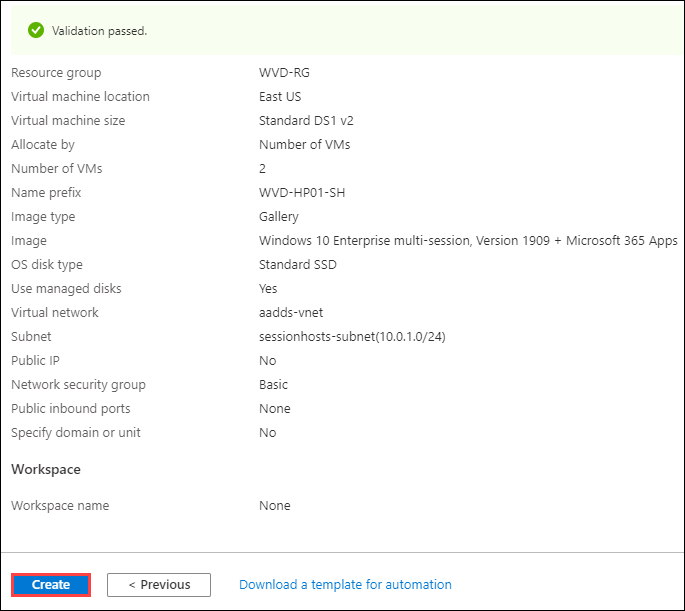 Validation passed.
Resource group WVD-RG
Virtual machine location East US
Virtual machine size Standard DS1 v2
Allocate by Number of VMs
Number of VMs 2
Name prefix WVD-HP01-SH
Image type Gallery
Image Windows 10 Enterprise multi-session, Version 1909 + Microsoft 365 Apps
OS disk type Standard SSD
Use managed disks Yes
Virtual network aadds-vnet
Subnet sessionhosts-subnet(10.0.1.0/24)
Public IP No
Network security group Basic
Public inbound ports None
Specify domain or unit No
Workspace
Workspace name None
Create < Previous Download a template for automation